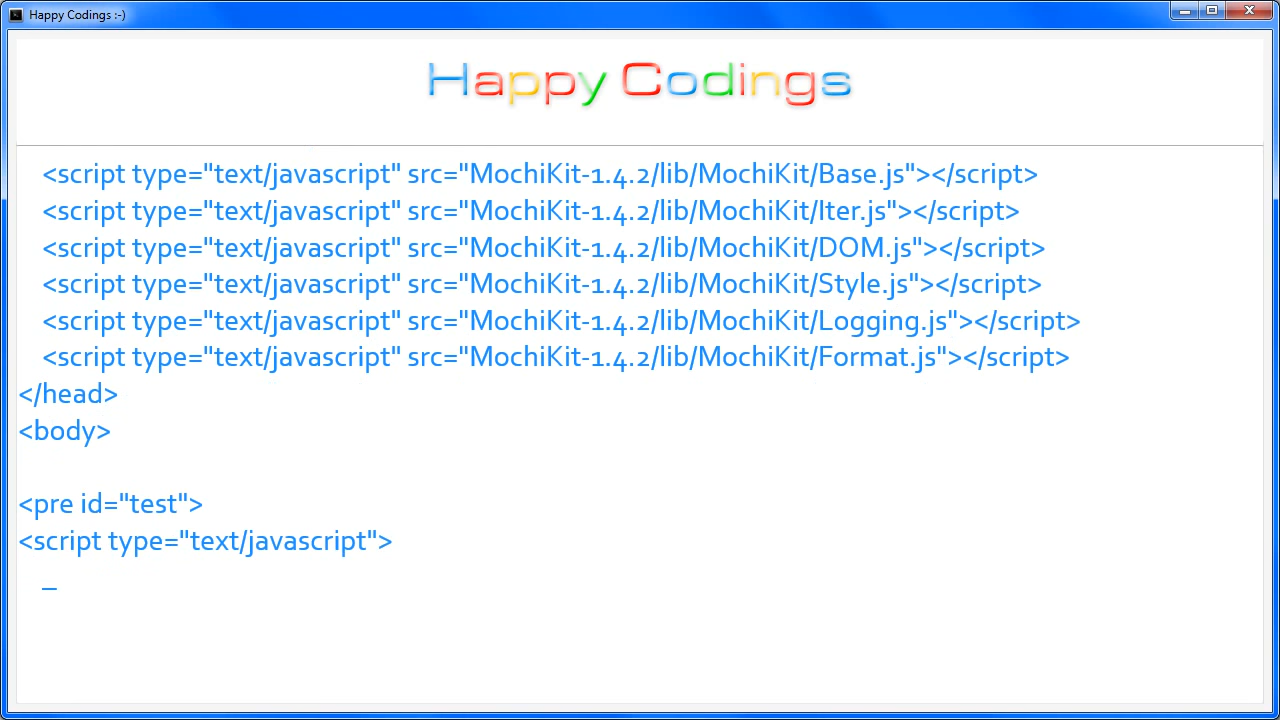 Happy Codings :-)
Happy Codings
<script type="text/javascript" src="MochiKit-1.4.2/lib/MochiKit/Base.js"></script>
<script type="text/javascript" src="MochiKit-1.4.2/lib/MochiKit/Iter.js"></script>
<script type="text/javascript" src="MochiKit-1.4.2/lib/MochiKit/DOM.js"></script>
<script type="text/javascript" src="MochiKit-1.4.2/lib/MochiKit/Style.js"></script>
<script type="text/javascript" src="MochiKit-1.4.2/lib/MochiKit/Logging.js"></script>
<script type="text/javascript" src="MochiKit-1.4.2/lib/MochiKit/Format.js"></script>
</head>
<body>
<pre id="test">
<script type="text/javascript">
_